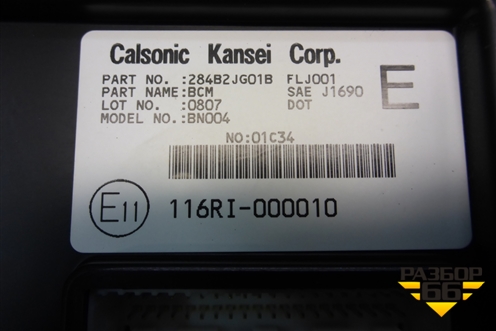 Calsonic Kansei Corp.
PART NO. :284B2JG01B FLJ001
PART NAME:BCM SAE J1690
LOT NO. :0807 DOT
MODEL NO.:BN004
E
NO:01C34
E11 116RI-000010
РАЗБОР
66